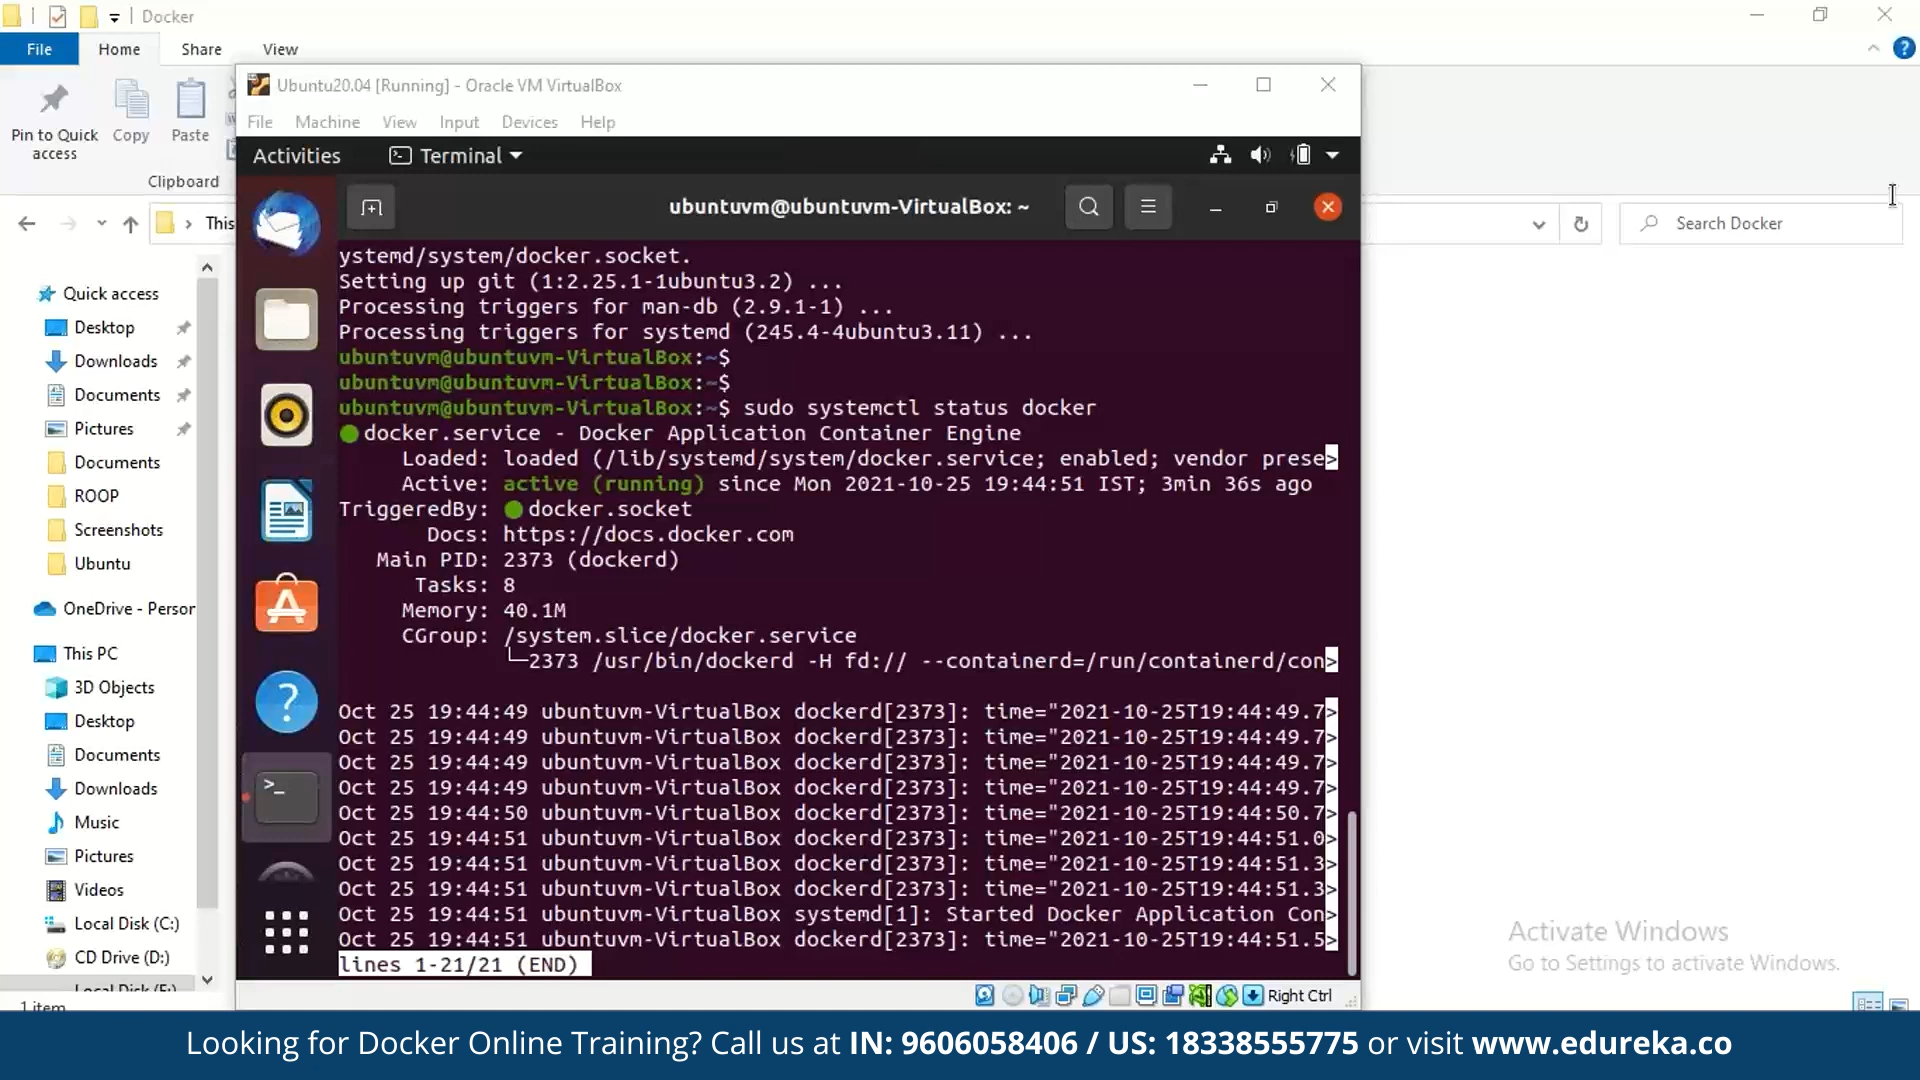 Docker
File Home Share View
Ubuntu20.04 [Running] - Oracle VM VirtualBox
File Machine View Input Devices Help
Pin to Quick access
Copy
Paste
Clipboard
Activities
Terminal
ubuntuvm@ubuntuvm-VirtualBox: ~
This
Search Docker
Quick access
Desktop
Downloads
Documents
Pictures
Documents
ROOP
Screenshots
Ubuntu
OneDrive - Person
This PC
3D Objects
Desktop
Documents
Downloads
Music
Pictures
Videos
Local Disk (C:)
CD Drive (D:)
Local Disk (E:)
1 item
ystemd/system/docker.socket.
Setting up git (1:2.25.1-1ubuntu3.2) ...
Processing triggers for man-db (2.9.1-1) ...
Processing triggers for systemd (245.4-4ubuntu3.11) ...
ubuntuvm@ubuntuvm-VirtualBox:~$
ubuntuvm@ubuntuvm-VirtualBox:~$
ubuntuvm@ubuntuvm-VirtualBox:~$ sudo systemctl status docker
docker.service - Docker Application Container Engine
Loaded: loaded (/lib/systemd/system/docker.service; enabled; vendor prese>
Active: active (running) since Mon 2021-10-25 19:44:51 IST; 3min 36s ago
TriggeredBy: docker.socket
Docs: https://docs.docker.com
Main PID: 2373 (dockerd)
Tasks: 8
Memory: 40.1M
CGroup: /system.slice/docker.service
└─2373 /usr/bin/dockerd -H fd:// --containerd=/run/containerd/con>
Oct 25 19:44:49 ubuntuvm-VirtualBox dockerd[2373]: time="2021-10-25T19:44:49.7>
Oct 25 19:44:49 ubuntuvm-VirtualBox dockerd[2373]: time="2021-10-25T19:44:49.7>
Oct 25 19:44:49 ubuntuvm-VirtualBox dockerd[2373]: time="2021-10-25T19:44:49.7>
Oct 25 19:44:49 ubuntuvm-VirtualBox dockerd[2373]: time="2021-10-25T19:44:49.7>
Oct 25 19:44:50 ubuntuvm-VirtualBox dockerd[2373]: time="2021-10-25T19:44:50.7>
Oct 25 19:44:51 ubuntuvm-VirtualBox dockerd[2373]: time="2021-10-25T19:44:51.0>
Oct 25 19:44:51 ubuntuvm-VirtualBox dockerd[2373]: time="2021-10-25T19:44:51.3>
Oct 25 19:44:51 ubuntuvm-VirtualBox dockerd[2373]: time="2021-10-25T19:44:51.3>
Oct 25 19:44:51 ubuntuvm-VirtualBox systemd[1]: Started Docker Application Con>
Oct 25 19:44:51 ubuntuvm-VirtualBox dockerd[2373]: time="2021-10-25T19:44:51.5>
lines 1-21/21 (END)
Right Ctrl
Activate Windows
Go to Settings to activate Windows.
Looking for Docker Online Training? Call us at IN: 9606058406 / US: 18338555775 or visit www.edureka.co